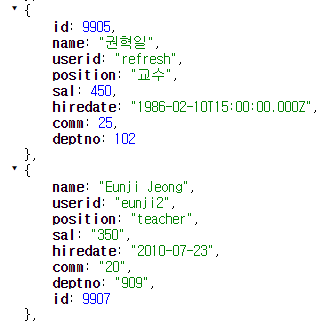 {
id: 9905,
name: "권혁일",
userid: "refresh",
position: "교수",
sal: 450,
hiredate: "1986-02-10T15:00:00.000Z",
comm: 25,
deptno: 102
},
{
name: "Eunji Jeong",
userid: "eunji2",
position: "teacher",
sal: "350",
hiredate: "2010-07-23",
comm: "20",
deptno: "909",
id: 9907
},